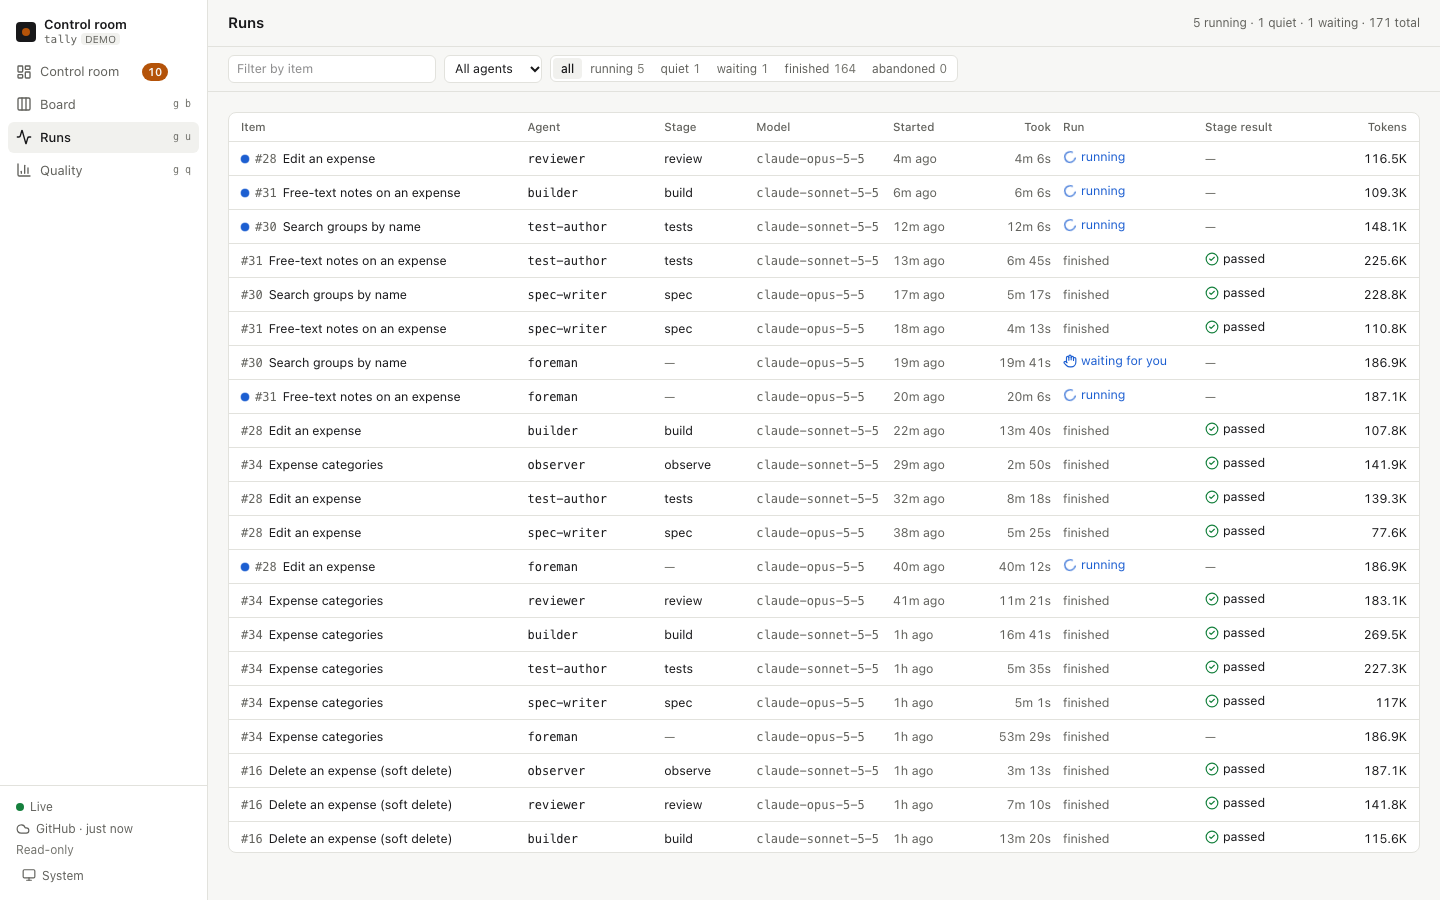 Control room
tally DEMO
Control room 10
Board g b
Runs g u
Quality g q
Live
GitHub · just now
Read-only
System
Runs
5 running · 1 quiet · 1 waiting · 171 total
Filter by item
All agents
all running 5 quiet 1 waiting 1 finished 164 abandoned 0
Item Agent Stage Model Started Took Run Stage result Tokens
#28 Edit an expense reviewer review claude-opus-5-5 4m ago 4m 6s running — 116.5K
#31 Free-text notes on an expense builder build claude-sonnet-5-5 6m ago 6m 6s running — 109.3K
#30 Search groups by name test-author tests claude-sonnet-5-5 12m ago 12m 6s running — 148.1K
#31 Free-text notes on an expense test-author tests claude-sonnet-5-5 13m ago 6m 45s finished passed 225.6K
#30 Search groups by name spec-writer spec claude-opus-5-5 17m ago 5m 17s finished passed 228.8K
#31 Free-text notes on an expense spec-writer spec claude-opus-5-5 18m ago 4m 13s finished passed 110.8K
#30 Search groups by name foreman — claude-opus-5-5 19m ago 19m 41s waiting for you — 186.9K
#31 Free-text notes on an expense foreman — claude-opus-5-5 20m ago 20m 6s running — 187.1K
#28 Edit an expense builder build claude-sonnet-5-5 22m ago 13m 40s finished passed 107.8K
#34 Expense categories observer observe claude-sonnet-5-5 29m ago 2m 50s finished passed 141.9K
#28 Edit an expense test-author tests claude-sonnet-5-5 32m ago 8m 18s finished passed 139.3K
#28 Edit an expense spec-writer spec claude-opus-5-5 38m ago 5m 25s finished passed 77.6K
#28 Edit an expense foreman — claude-opus-5-5 40m ago 40m 12s running — 186.9K
#34 Expense categories reviewer review claude-opus-5-5 41m ago 11m 21s finished passed 183.1K
#34 Expense categories builder build claude-sonnet-5-5 1h ago 16m 41s finished passed 269.5K
#34 Expense categories test-author tests claude-sonnet-5-5 1h ago 5m 35s finished passed 227.3K
#34 Expense categories spec-writer spec claude-opus-5-5 1h ago 5m 1s finished passed 117K
#34 Expense categories foreman — claude-opus-5-5 1h ago 53m 29s finished — 186.9K
#16 Delete an expense (soft delete) observer observe claude-sonnet-5-5 1h ago 3m 13s finished passed 187.1K
#16 Delete an expense (soft delete) reviewer review claude-opus-5-5 1h ago 7m 10s finished passed 141.8K
#16 Delete an expense (soft delete) builder build claude-sonnet-5-5 1h ago 13m 20s finished passed 115.6K